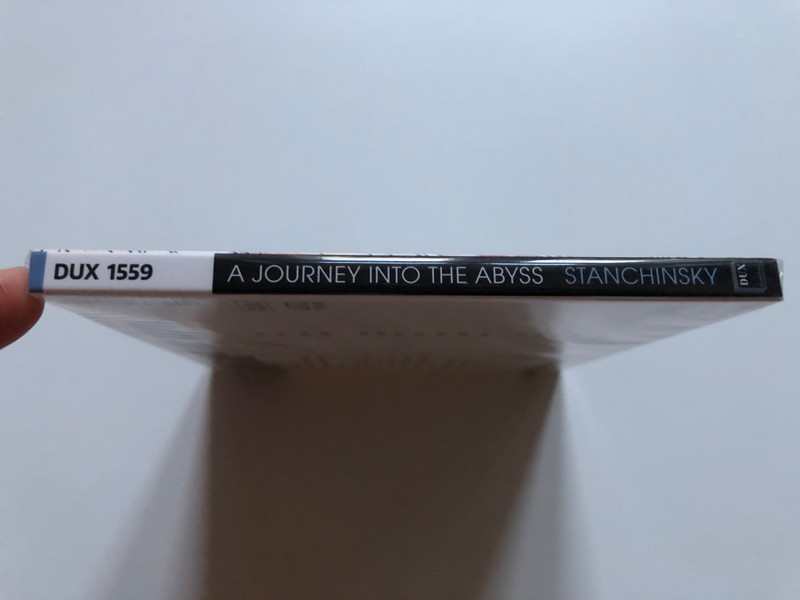 DUX 1559 A JOURNEY INTO THE ABYSS STANCHINSKY DUX